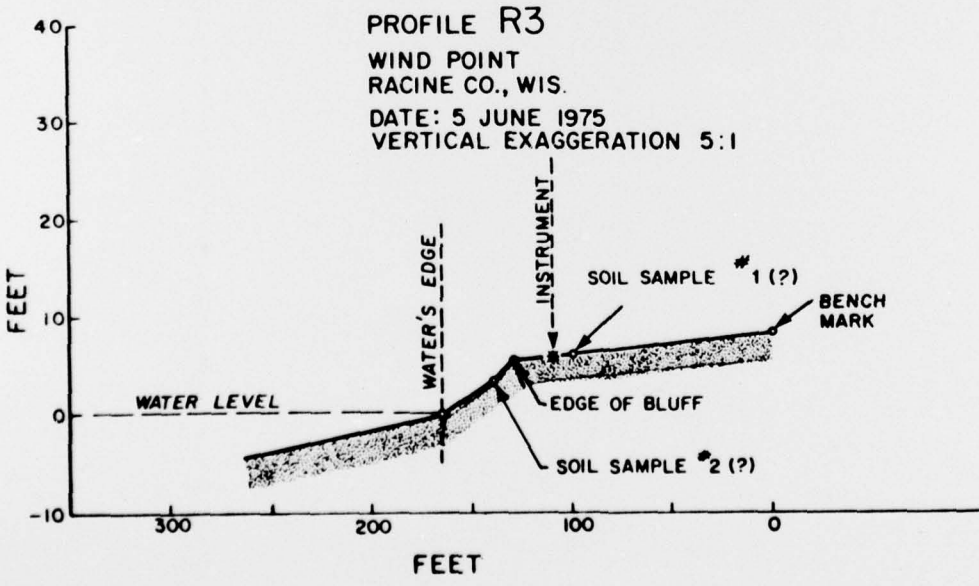 PROFILE R3
WIND POINT
RACINE CO., WIS.
DATE: 5 JUNE 1975
VERTICAL EXAGGERATION 5:1
40
30
20
10
0
-10
FEET
WATER LEVEL
WATER'S EDGE
INSTRUMENT
SOIL SAMPLE #1(?)
BENCH
MARK
EDGE OF BLUFF
SOIL SAMPLE #2(?)
300
200
100
0
FEET